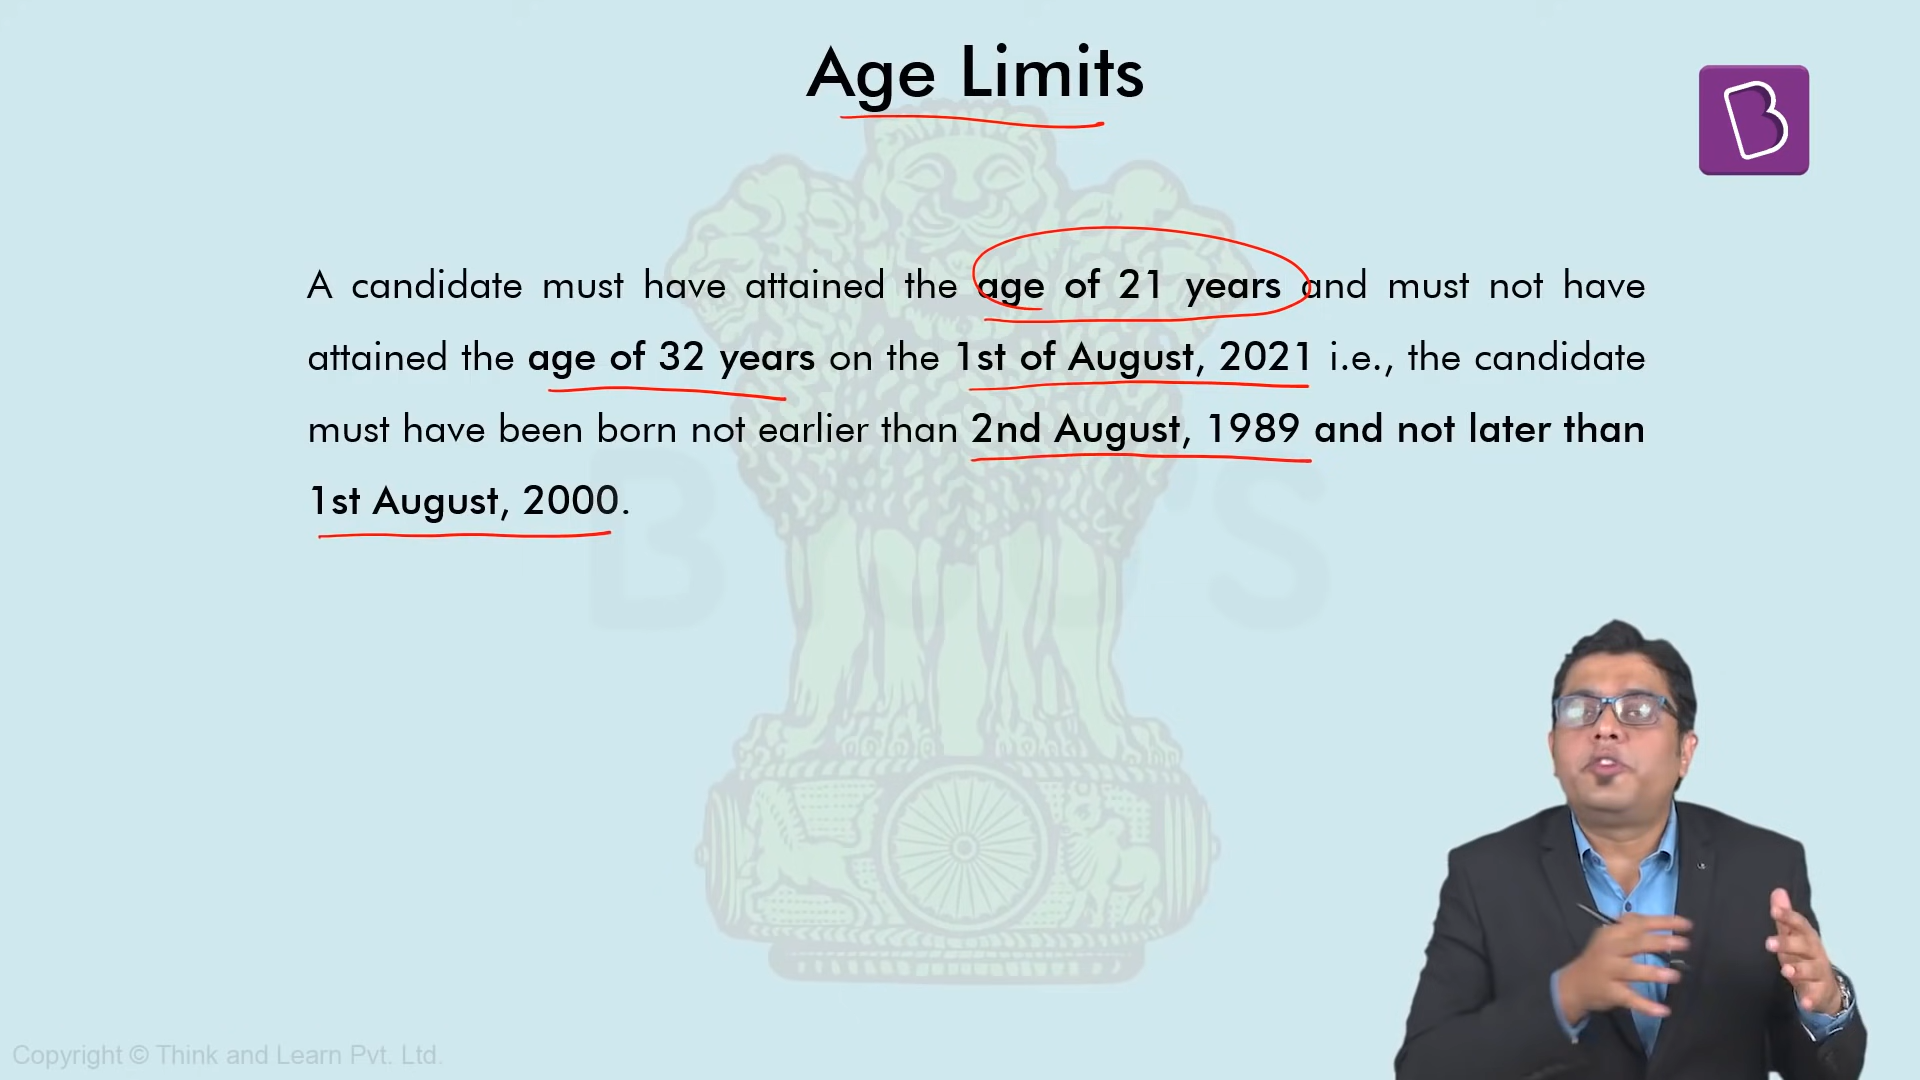 Age Limits
A candidate must have attained the age of 21 years and must not have
attained the age of 32 years on the 1st of August, 2021 i.e., the candidate
must have been born not earlier than 2nd August, 1989 and not later than
1st August, 2000.
Copyright © Think and Learn Pvt. Ltd.